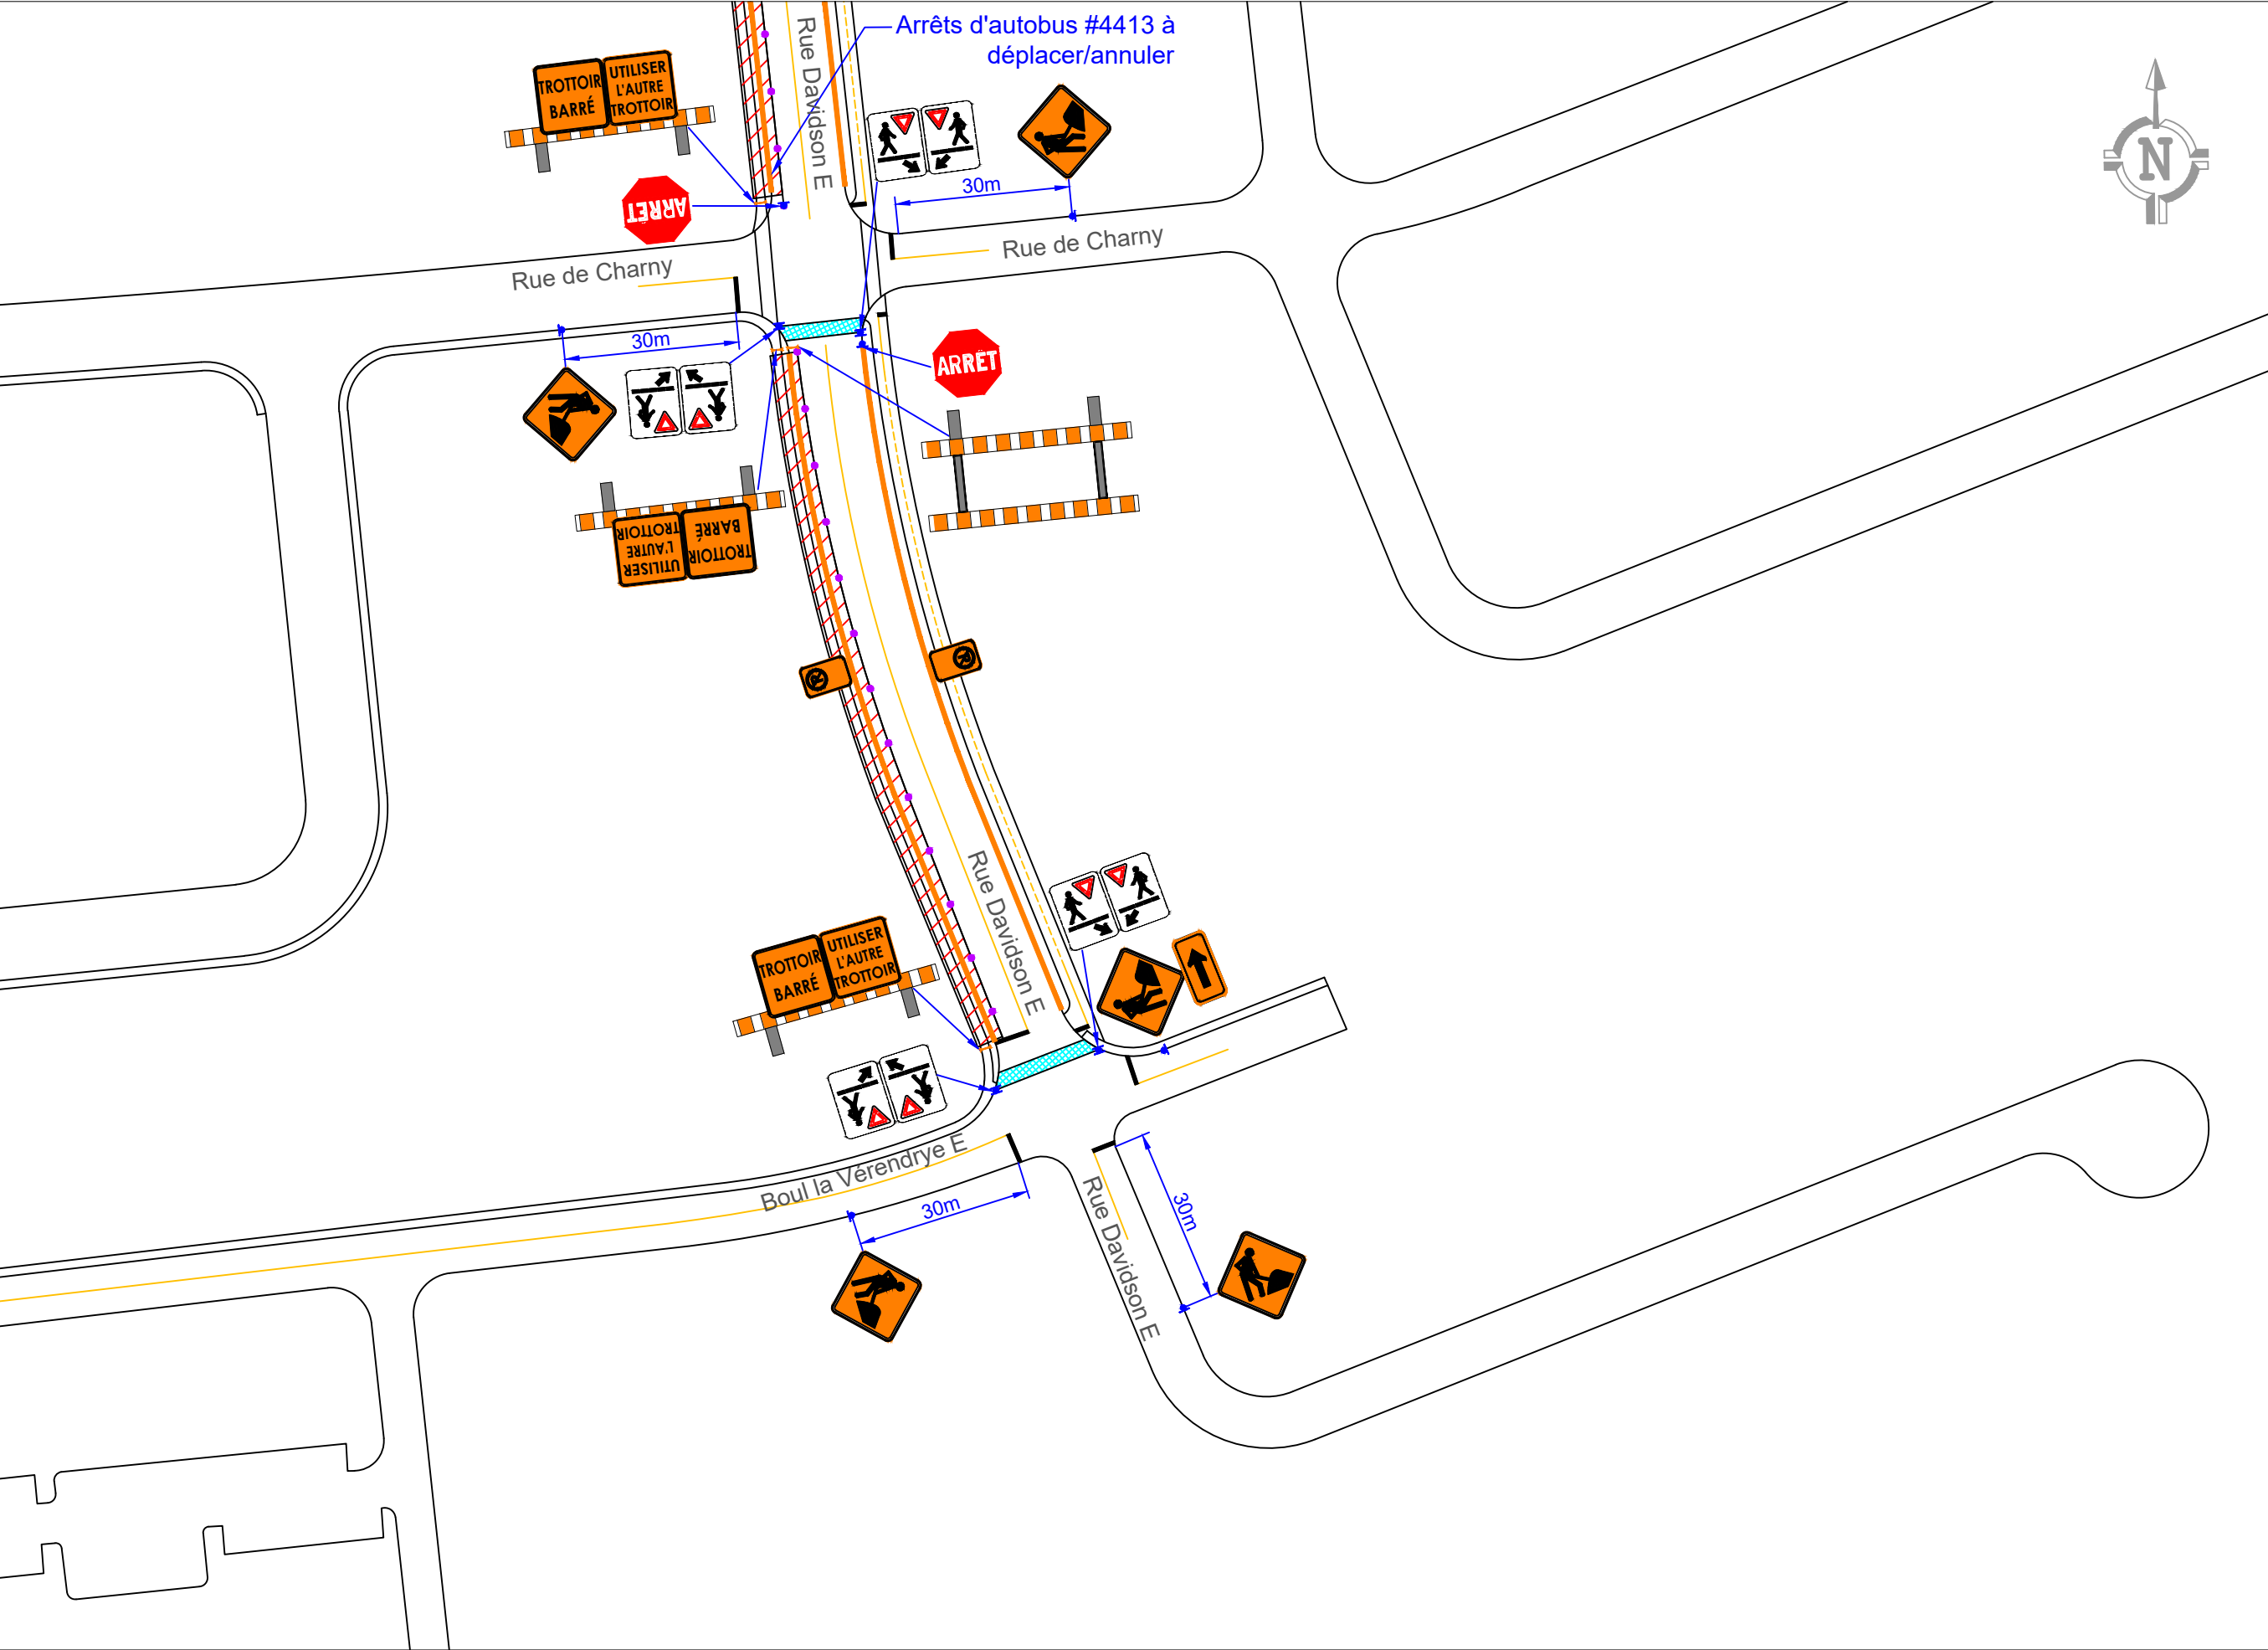 Arrêts d'autobus #4413 à
déplacer/annuler
Rue Davidson E
TROTTOIR
BARRÉ
UTILISER
L'AUTRE
TROTTOIR
30m
ARRÊT
Rue de Charny
Rue de Charny
N
30m
ARRÊT
TROTTOIR
BARRÉ
UTILISER
L'AUTRE
TROTTOIR
P
P
Rue Davidson E
TROTTOIR
BARRÉ
UTILISER
L'AUTRE
TROTTOIR
Boul la Vérendrye E
30m
Rue Davidson E
30m